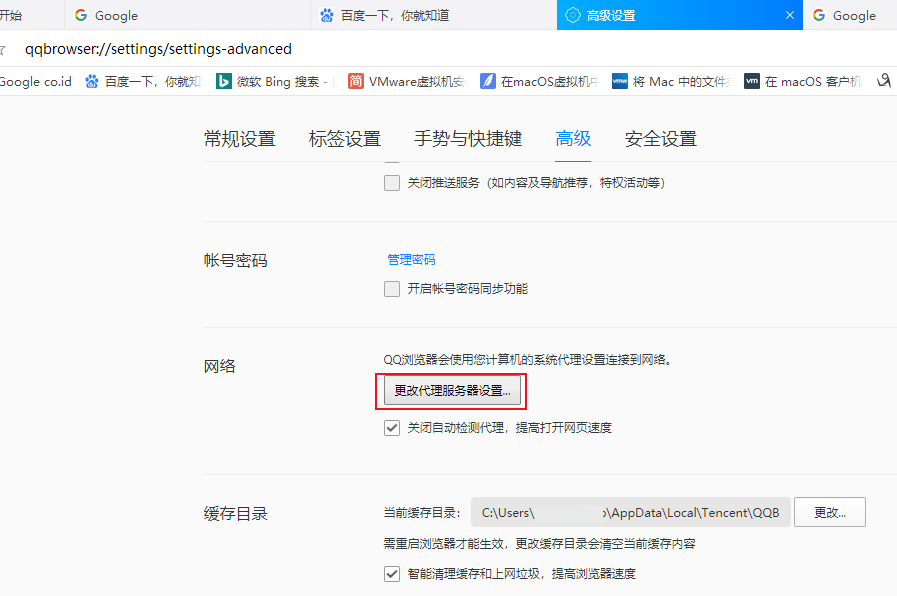 开始 Google 百度一下，你就知道 高级设置 Google
qqbrowser://settings/settings-advanced
Google co.id 百度一下，你就知 微软 Bing 搜索 - VMware虚拟机安 在macOS虚拟机中 将 Mac 中的文件 在 macOS 客户机
常规设置 标签设置 手势与快捷键 高级 安全设置
关闭推送服务（如内容及导航推荐，特权活动等）
帐号密码 管理密码
开启帐号密码同步功能
网络 QQ浏览器会使用您计算机的系统代理设置连接到网络。
更改代理服务器设置...
关闭自动检测代理，提高打开网页速度
缓存目录 当前缓存目录： C:\Users\ \AppData\Local\Tencent\QQB 更改...
需重启浏览器才能生效，更改缓存目录会清空当前缓存内容
智能清理缓存和上网垃圾，提高浏览器速度